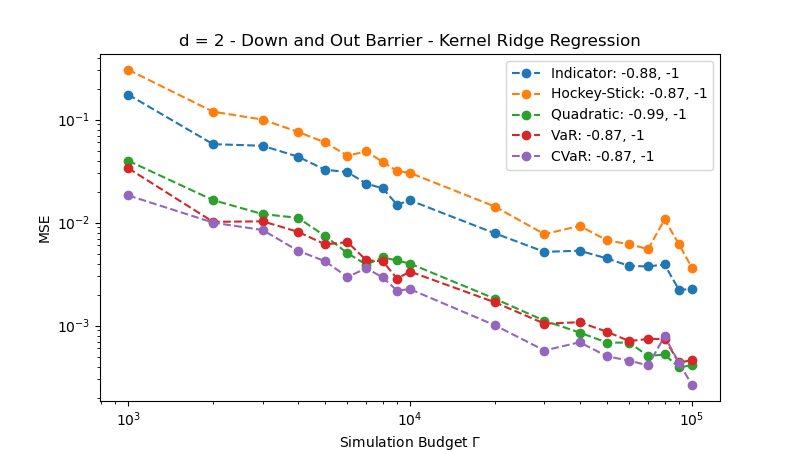 d = 2 - Down and Out Barrier - Kernel Ridge Regression
Indicator: -0.88, -1
Hockey-Stick: -0.87, -1
Quadratic: -0.99, -1
VaR: -0.87, -1
CVaR: -0.87, -1
MSE
10⁻¹
10⁻²
10⁻³
10³
10⁴
10⁵
Simulation Budget Γ